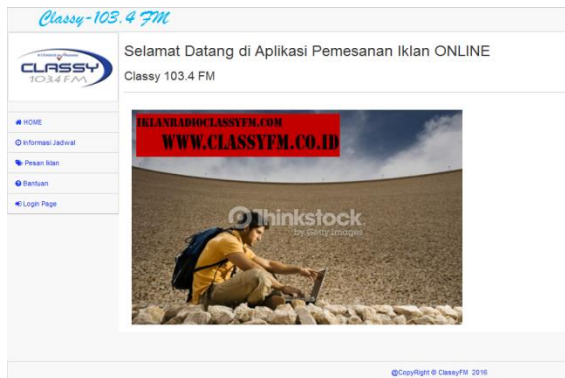 Classy-103.4 FM
CLASSY
103.4 FM
Selamat Datang di Aplikasi Pemesanan Iklan ONLINE
Classy 103.4 FM
HOME
Informasi Jadwal
Pesan Iklan
Bantuan
Login Page
IKLANRADIOCLASSYFM.COM
WWW.CLASSYFM.CO.ID
Thinkstock
by Getty Images
@CopyRight © ClassyFM 2016